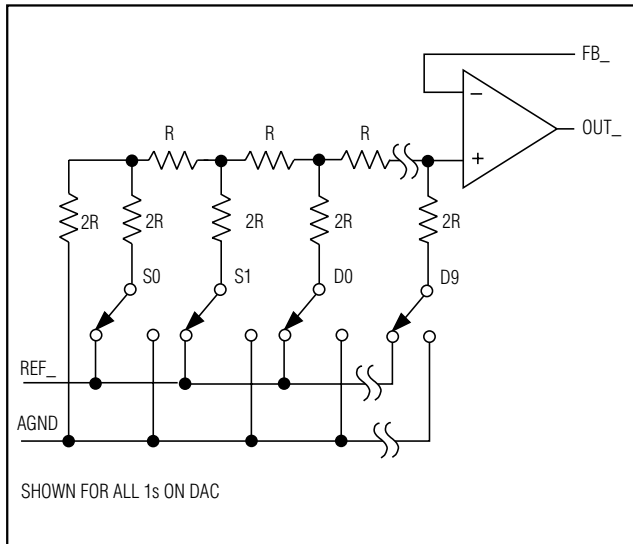 FB_
OUT_
−
+
R R R
2R 2R 2R 2R 2R
S0 S1 D0 D9
REF_
AGND
SHOWN FOR ALL 1s ON DAC